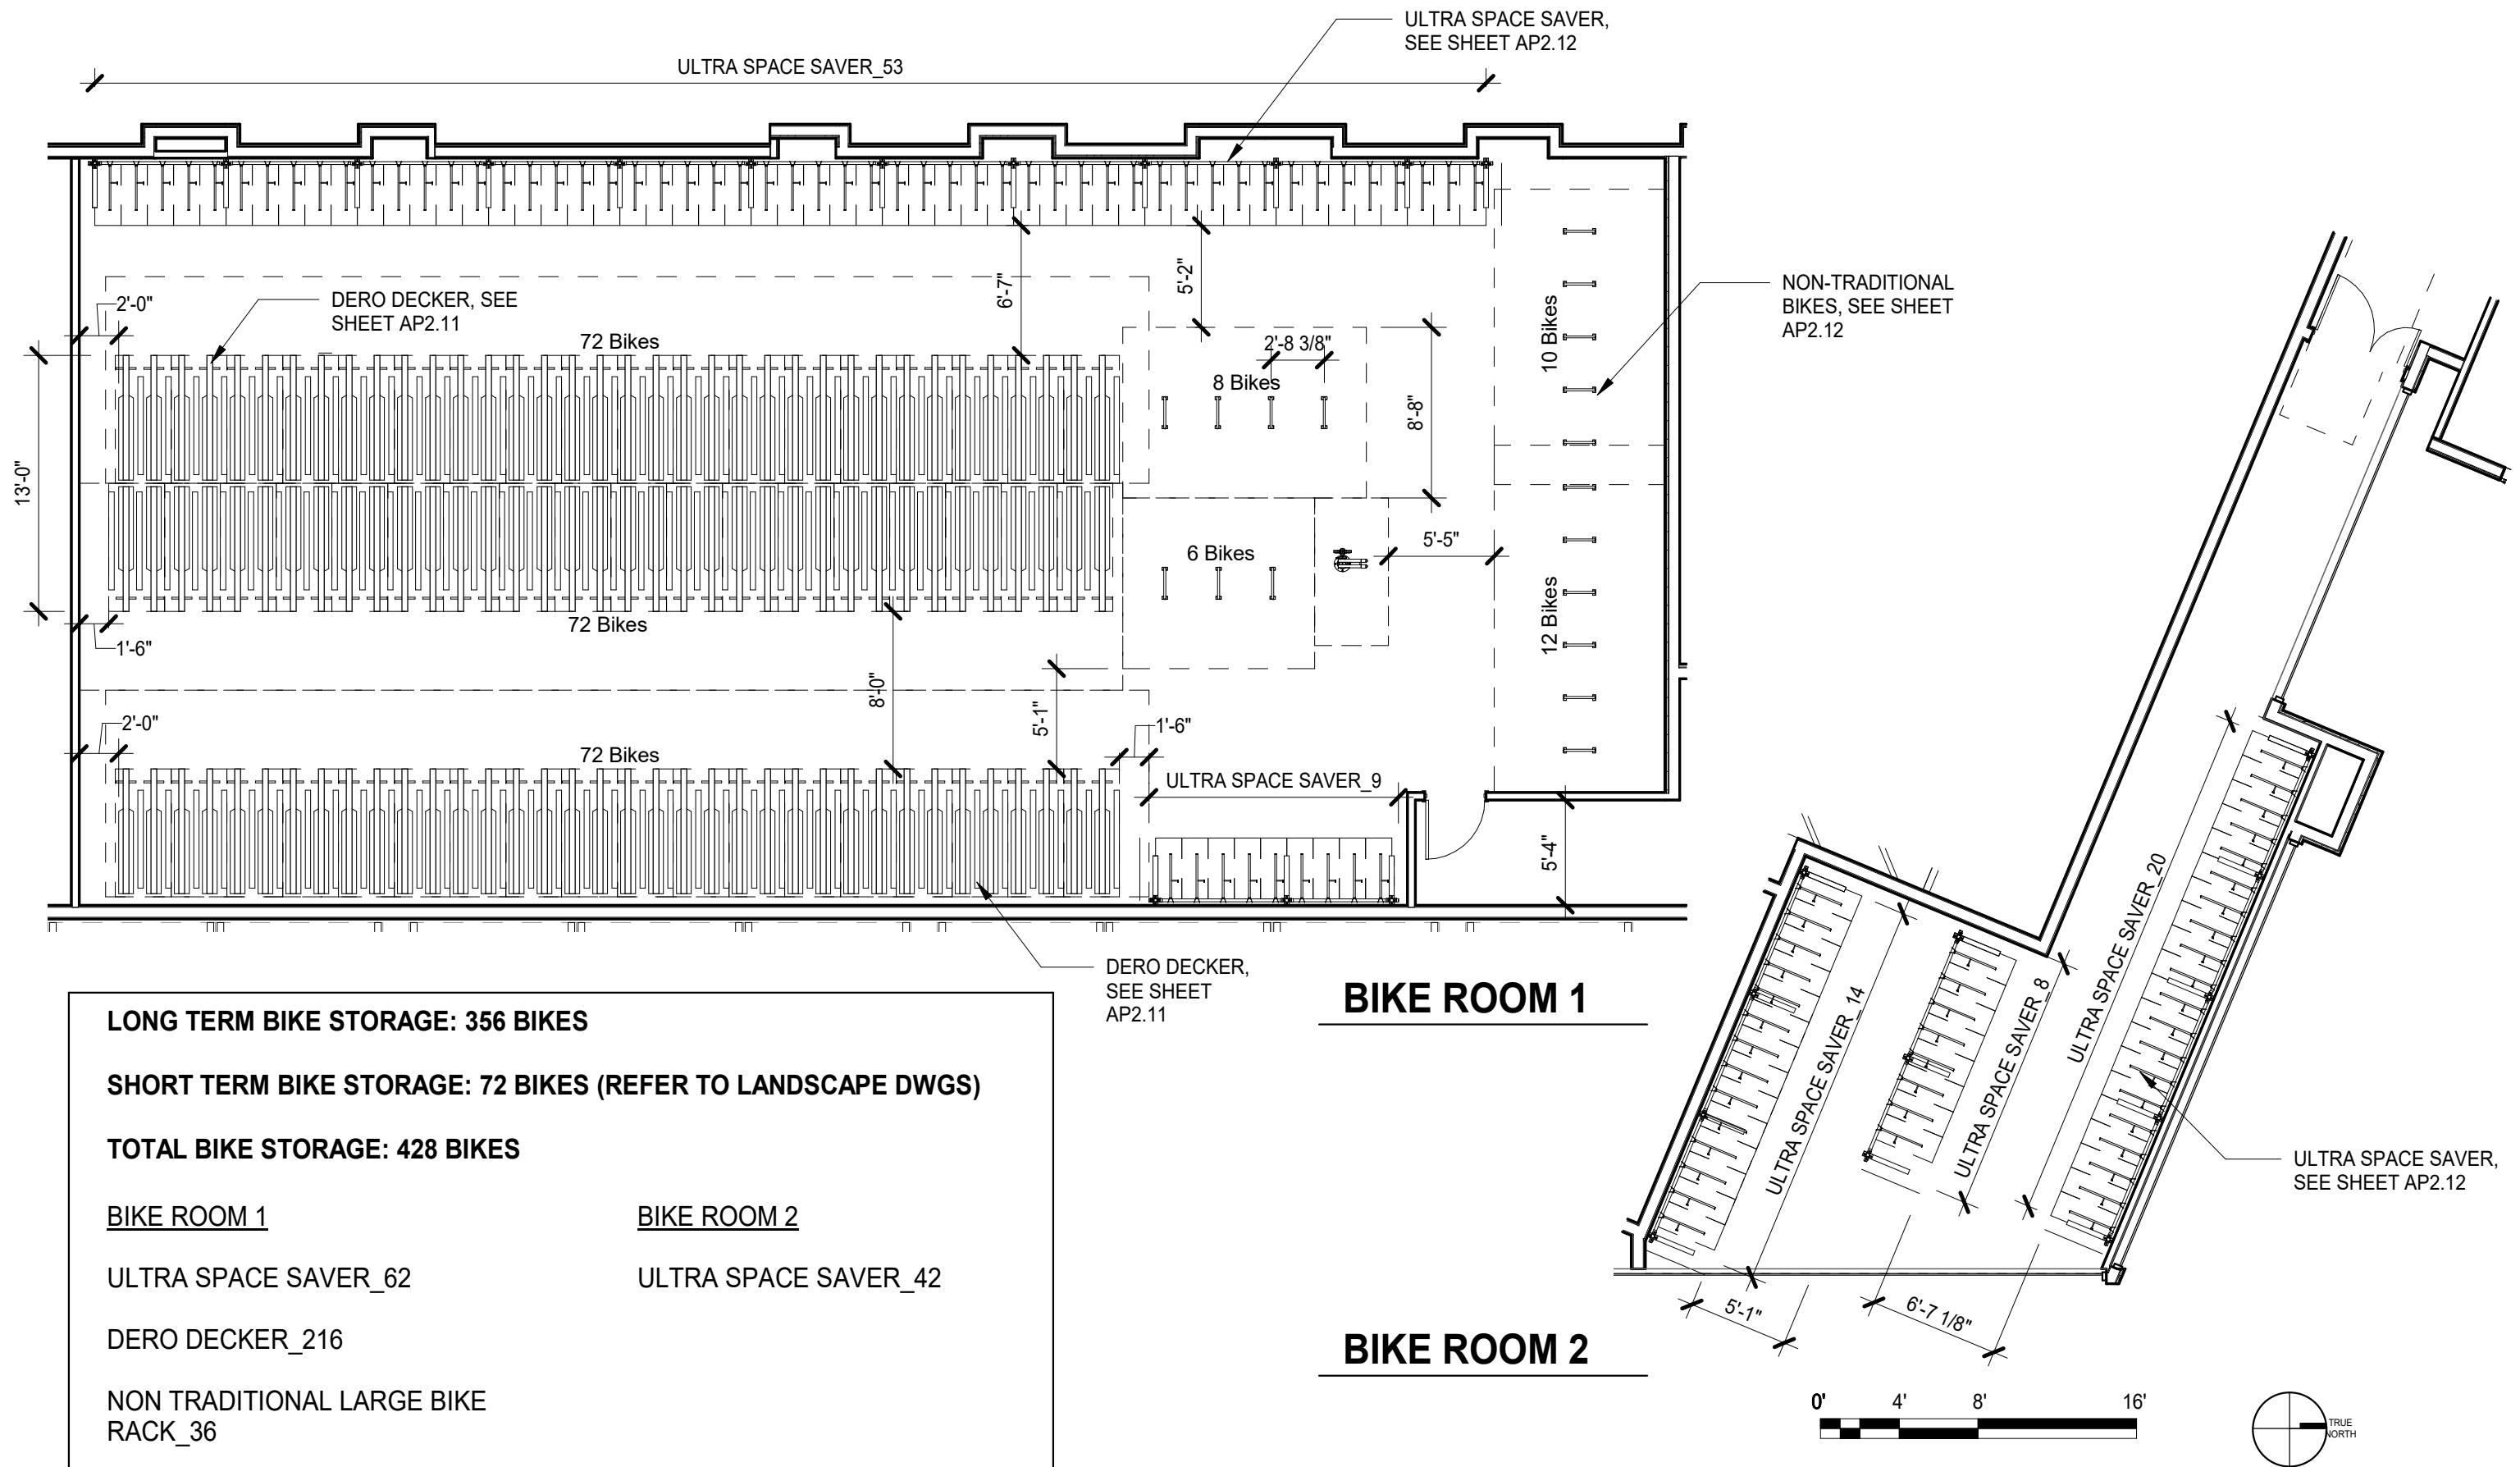 ULTRA SPACE SAVER,
SEE SHEET AP2.12
ULTRA SPACE SAVER_53
2'-0"
DERO DECKER, SEE
SHEET AP2.11
72 Bikes
6'-7"
5'-2"
2'-8 3/8"
8 Bikes
8'-8"
10 Bikes
NON-TRADITIONAL
BIKES, SEE SHEET
AP2.12
13'-0"
6 Bikes
5'-5"
12 Bikes
72 Bikes
1'-6"
8'-0"
5'-1"
2'-0"
72 Bikes
1'-6"
ULTRA SPACE SAVER_9
5'-4"
DERO DECKER,
SEE SHEET
AP2.11
BIKE ROOM 1
ULTRA SPACE SAVER_14
ULTRA SPACE SAVER_8
ULTRA SPACE SAVER_20
ULTRA SPACE SAVER,
SEE SHEET AP2.12
5'-1"
6'-7 1/8"
BIKE ROOM 2
0' 4' 8' 16'
TRUE
NORTH
LONG TERM BIKE STORAGE: 356 BIKES
SHORT TERM BIKE STORAGE: 72 BIKES (REFER TO LANDSCAPE DWGS)
TOTAL BIKE STORAGE: 428 BIKES
BIKE ROOM 1
ULTRA SPACE SAVER_62
DERO DECKER_216
NON TRADITIONAL LARGE BIKE
RACK_36
BIKE ROOM 2
ULTRA SPACE SAVER_42